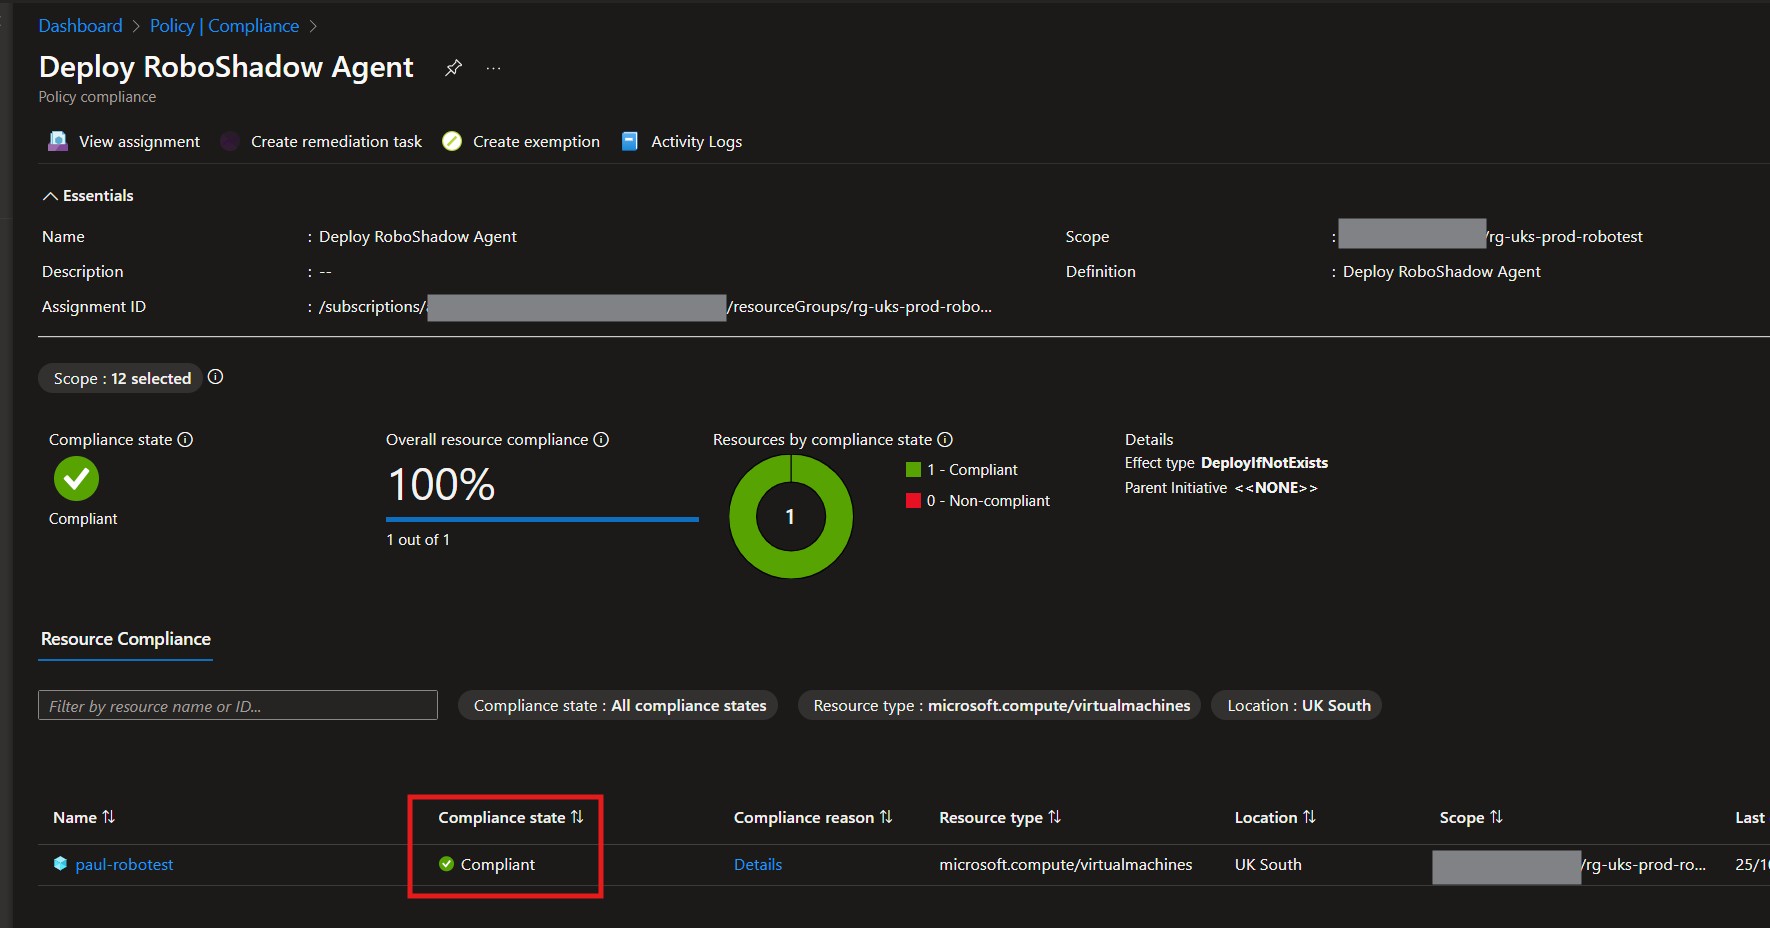 Dashboard > Policy | Compliance >
Deploy RoboShadow Agent ...
Policy compliance
View assignment Create remediation task Create exemption Activity Logs
Essentials
Name : Deploy RoboShadow Agent Scope : /rg-uks-prod-robotest
Description : -- Definition : Deploy RoboShadow Agent
Assignment ID : /subscriptions/ /resourceGroups/rg-uks-prod-robo...
Scope : 12 selected
Compliance state Overall resource compliance Resources by compliance state Details
100% 1 - Compliant Effect type DeployIfNotExists
0 - Non-compliant Parent Initiative <<NONE>>
Compliant 1 out of 1 1
Resource Compliance
Filter by resource name or ID... Compliance state : All compliance states Resource type : microsoft.compute/virtualmachines Location : UK South
Name Compliance state Compliance reason Resource type Location Scope Last
paul-robotest Compliant Details microsoft.compute/virtualmachines UK South /rg-uks-prod-ro... 25/10